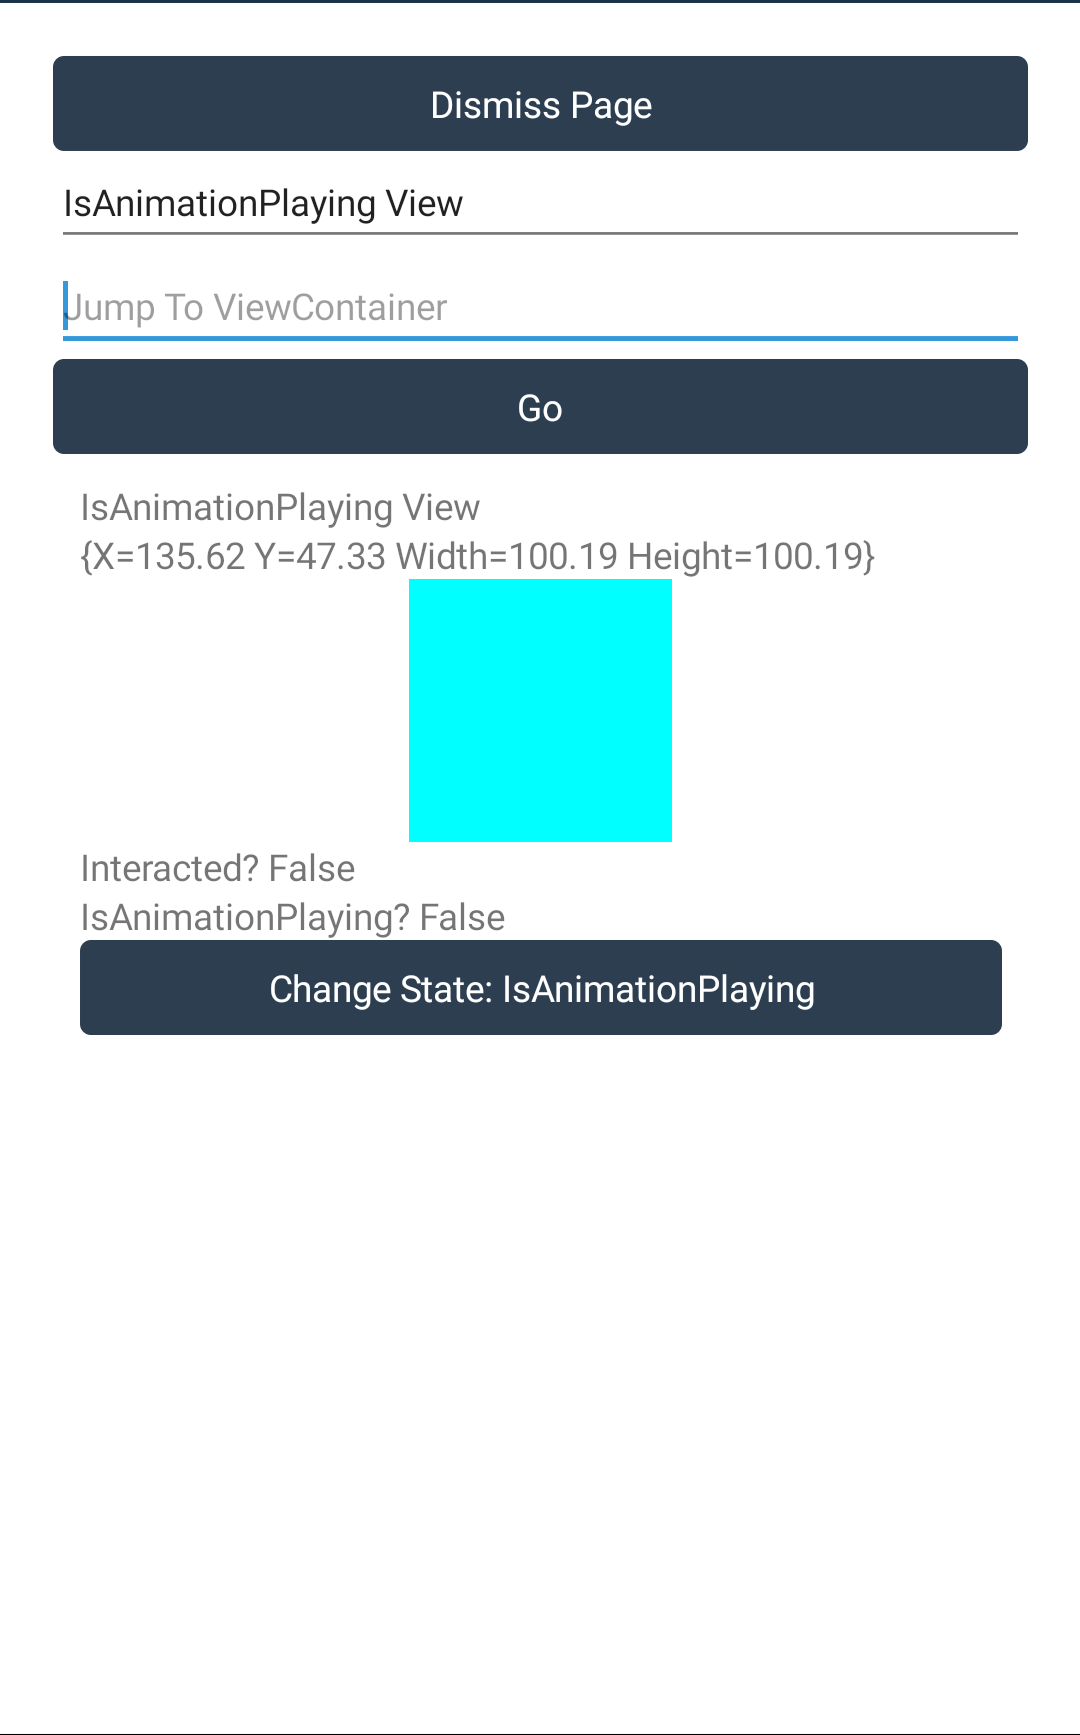 Dismiss Page
IsAnimationPlaying View
Jump To ViewContainer
Go
IsAnimationPlaying View
{X=135.62 Y=47.33 Width=100.19 Height=100.19}
Interacted? False
IsAnimationPlaying? False
Change State: IsAnimationPlaying